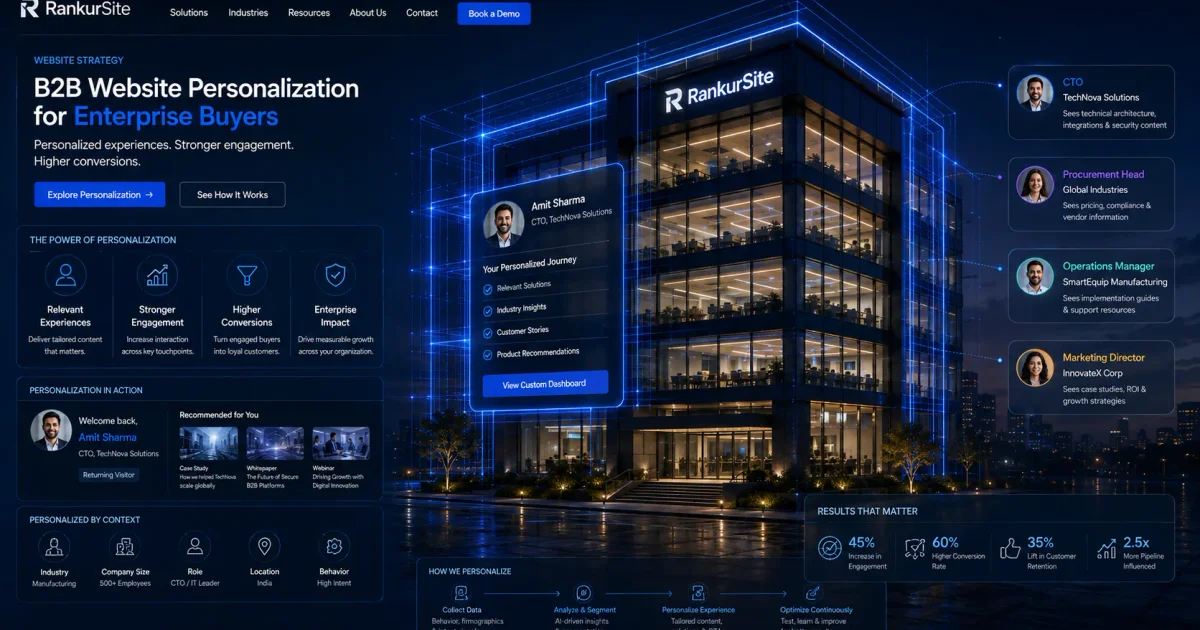 RankurSite
Solutions
Industries
Resources
About Us
Contact
Book a Demo
WEBSITE STRATEGY
B2B Website Personalization
for Enterprise Buyers
Personalized experiences. Stronger engagement.
Higher conversions.
Explore Personalization →
See How It Works
THE POWER OF PERSONALIZATION
Relevant
Experiences
Deliver tailored content
that matters.
Stronger
Engagement
Increase interaction
across key touchpoints.
Higher
Conversions
Turn engaged buyers
into loyal customers.
Enterprise
Impact
Drive measurable growth
across your organization.
PERSONALIZATION IN ACTION
Welcome back,
Amit Sharma
CTO, TechNova Solutions
Returning Visitor
Recommended for You
Case Study
How we helped TechNova
scale globally
Whitepaper
The Future of Secure
B2B Platforms
Webinar
Driving Growth with
Digital Innovation
PERSONALIZED BY CONTEXT
Industry
Manufacturing
Company Size
500+ Employees
Role
CTO / IT Leader
Location
India
Behavior
High Intent
RankurSite
Amit Sharma
CTO, TechNova Solutions
Your Personalized Journey
Relevant Solutions
Industry Insights
Customer Stories
Product Recommendations
View Custom Dashboard
CTO
TechNova Solutions
Sees technical architecture,
integrations & security content
Procurement Head
Global Industries
Sees pricing, compliance &
vendor information
Operations Manager
SmartEquip Manufacturing
Sees implementation guides
& support resources
Marketing Director
InnovateX Corp
Sees case studies, ROI &
growth strategies
RESULTS THAT MATTER
45%
Increase in
Engagement
60%
Higher Conversion
Rate
35%
Lift in Customer
Retention
2.5x
More Pipeline
Influenced
HOW WE PERSONALIZE
Collect Data
Behavior, firmographics
Analyze & Segment
AI-driven insights
Personalize Experience
Tailored content,
Optimize Continuously
Test, learn & improve